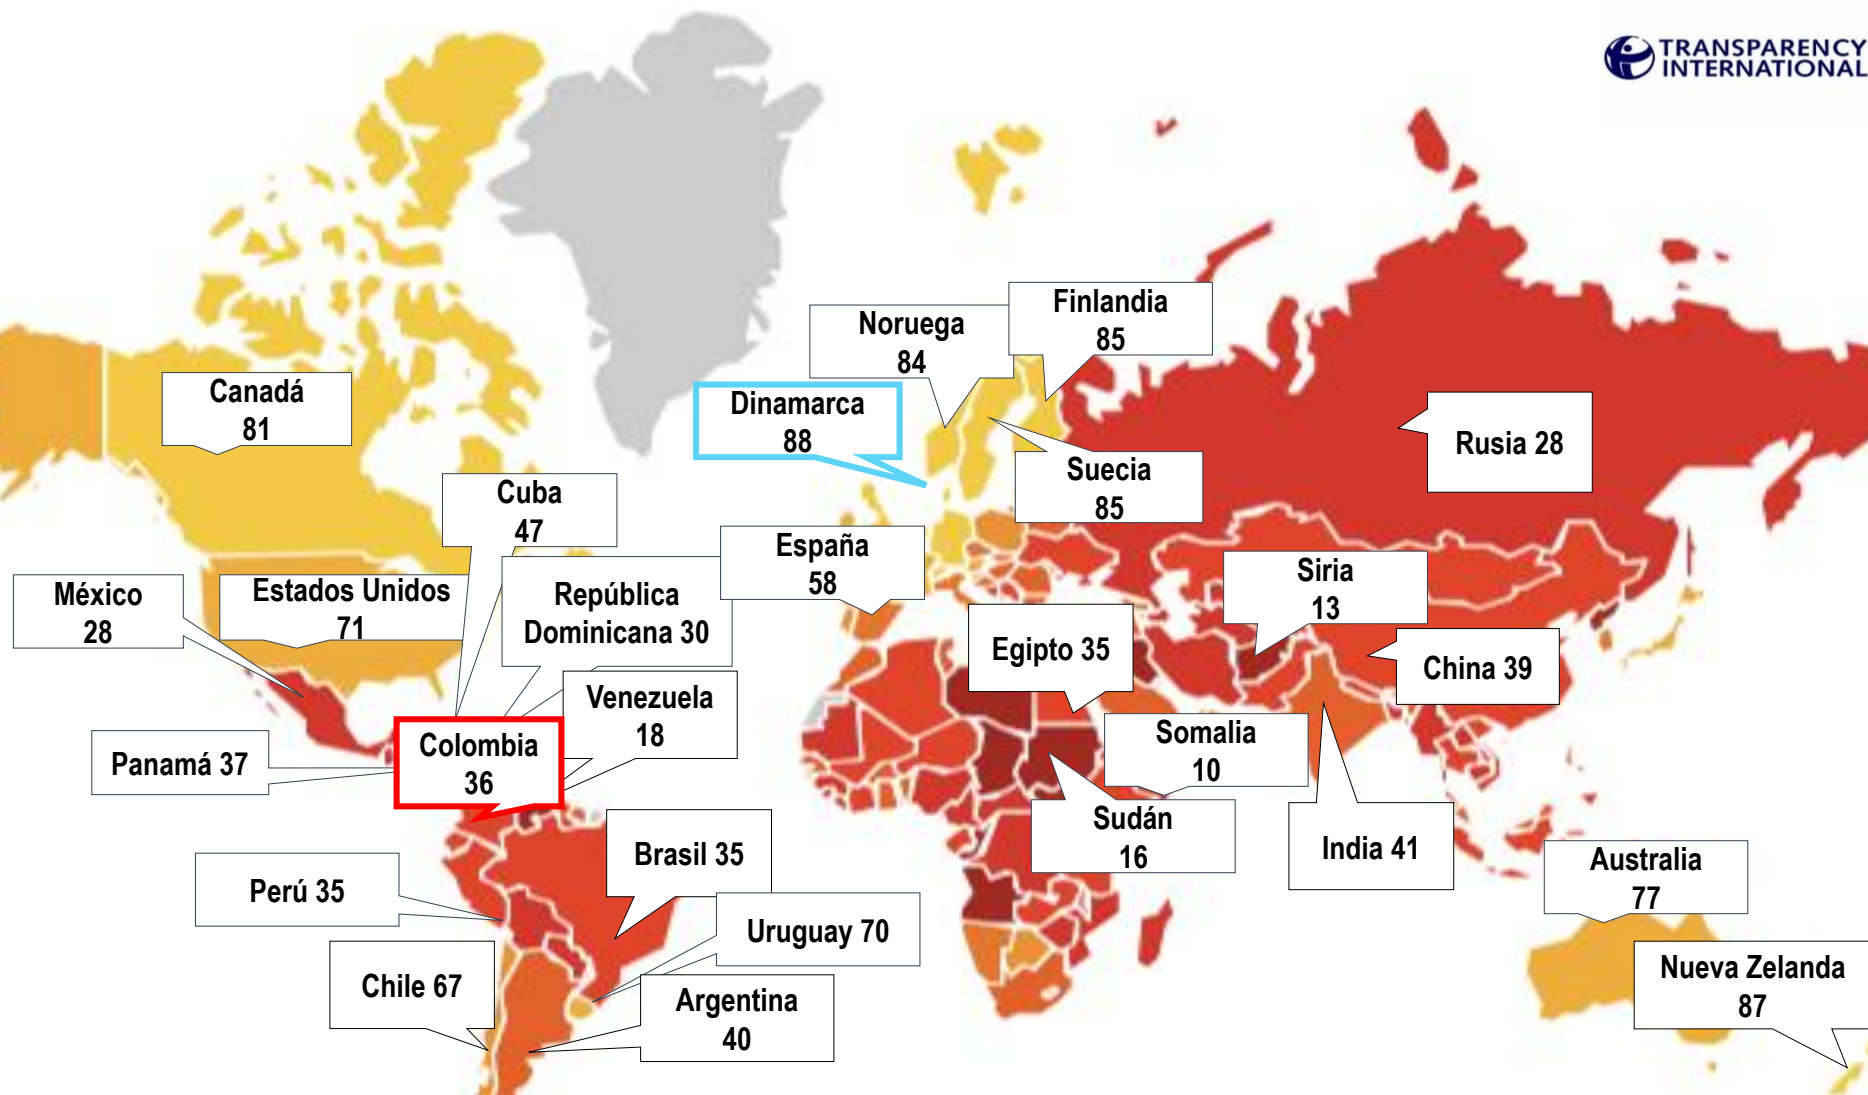 TRANSPARENCY
INTERNATIONAL
Finlandia
85
Noruega
84
Canadá
81
Dinamarca
88
Rusia 28
Suecia
85
Cuba
47
España
58
Siria
13
México
28
Estados Unidos
71
República
Dominicana 30
Egipto 35
China 39
Venezuela
18
Colombia
36
Panamá 37
Somalia
10
Sudán
16
India 41
Brasil 35
Perú 35
Australia
77
Uruguay 70
Chile 67
Argentina
40
Nueva Zelanda
87